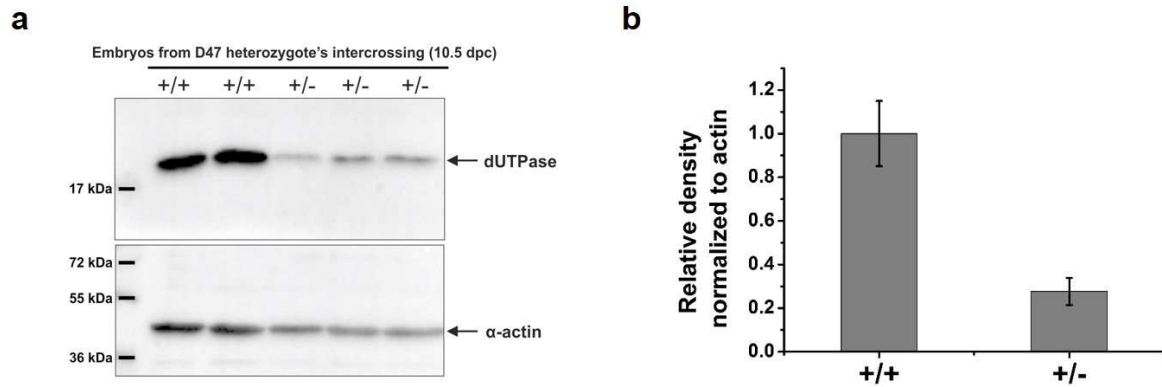 a
Embryos from D47 heterozygote's intercrossing (10.5 dpc)
+/+ +/+ +/- +/- +/-
dUTPase
17 kDa
72 kDa
55 kDa
α-actin
36 kDa
b
Relative density
normalized to actin
1.2
1.0
0.8
0.6
0.4
0.2
0.0
+/+ +/-